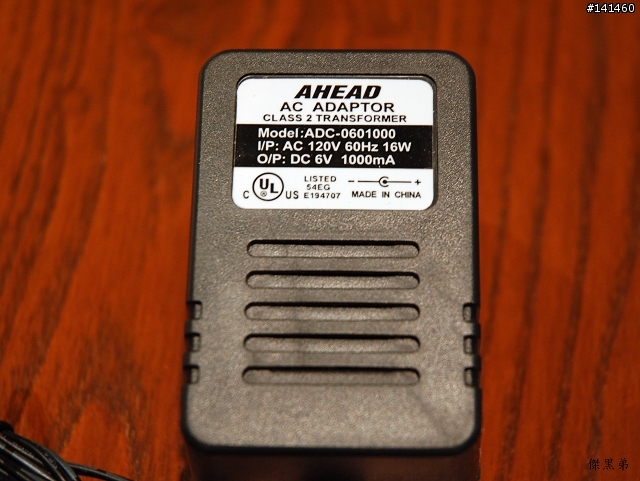 #141460
AHEAD
AC ADAPTOR
CLASS 2 TRANSFORMER
Model:ADC-0601000
I/P: AC 120V 60Hz 16W
O/P: DC 6V 1000mA
C UL US
LISTED
54EG
E194707
- +
MADE IN CHINA
傑黑弟